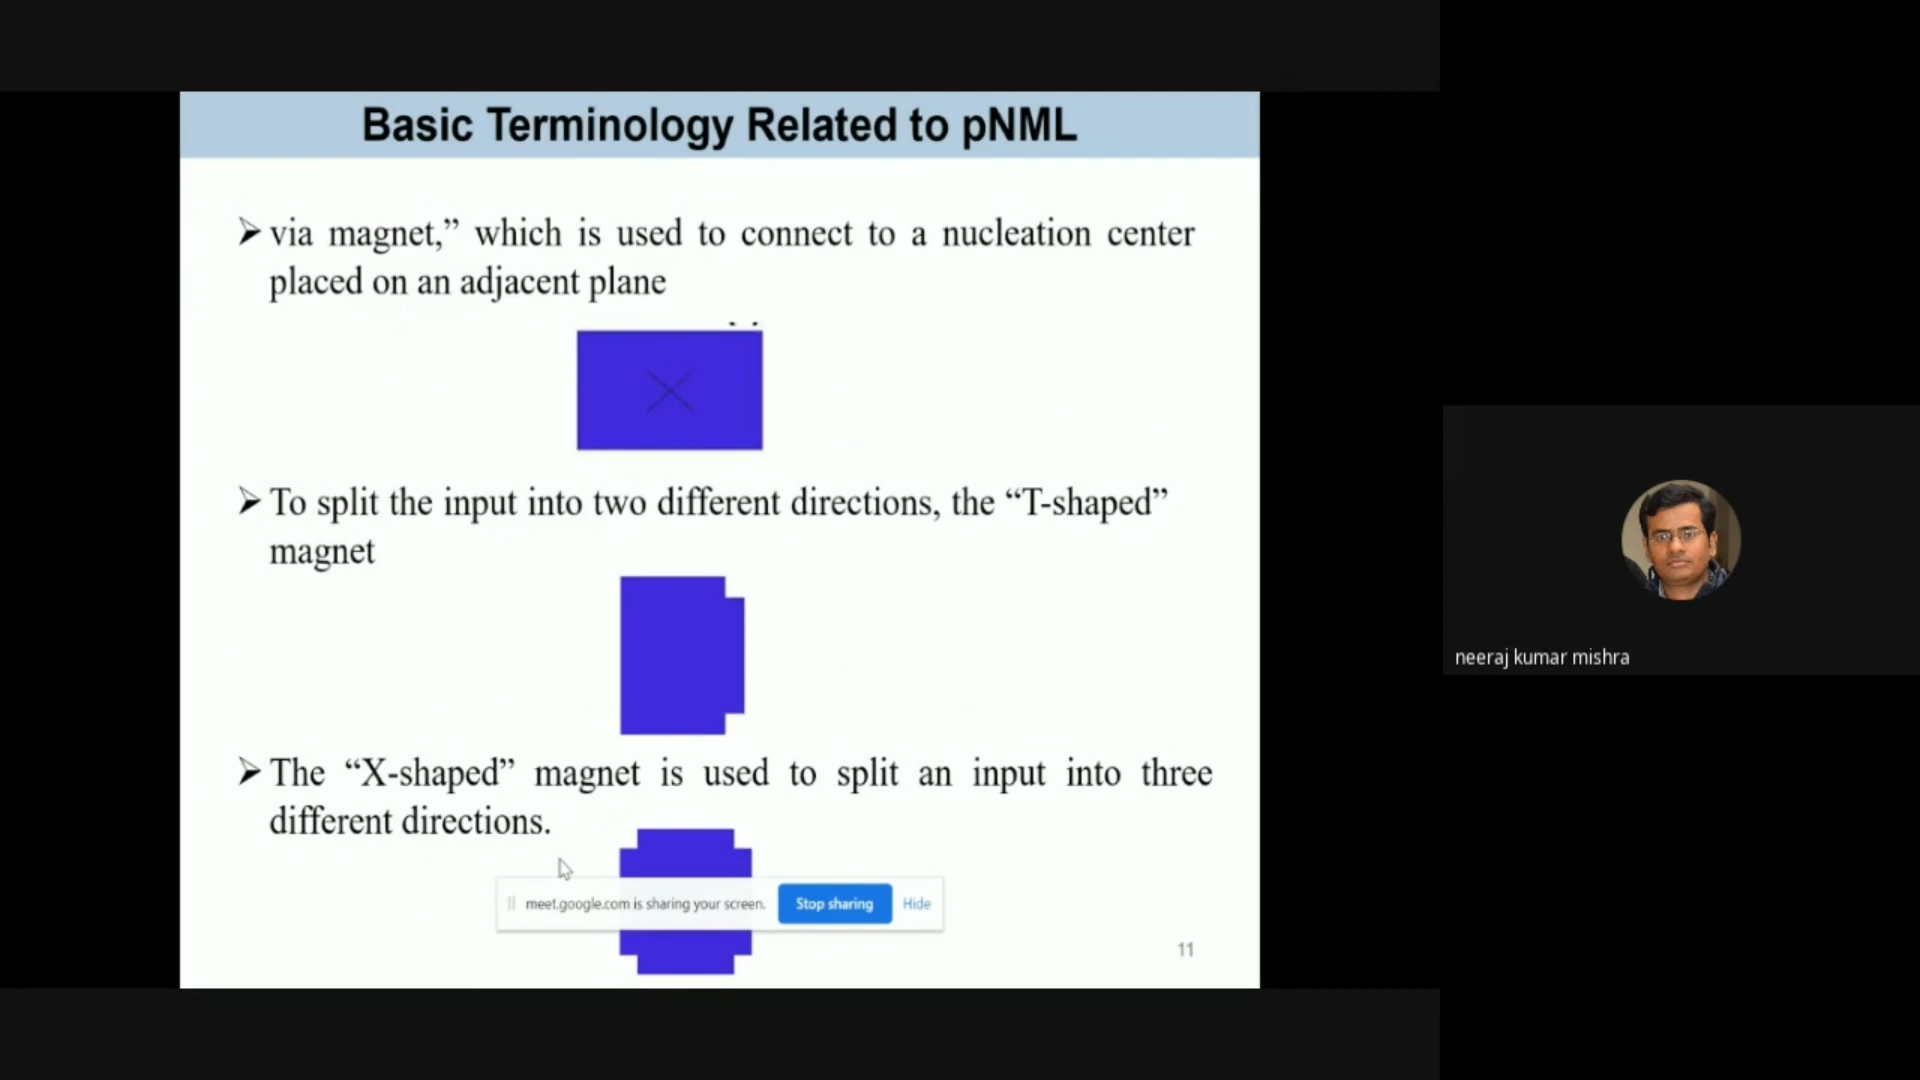 Basic Terminology Related to pNML
➢ via magnet,” which is used to connect to a nucleation center
placed on an adjacent plane
➢ To split the input into two different directions, the “T-shaped”
magnet
➢ The “X-shaped” magnet is used to split an input into three
different directions.
meet.google.com is sharing your screen. Stop sharing Hide
11
neeraj kumar mishra